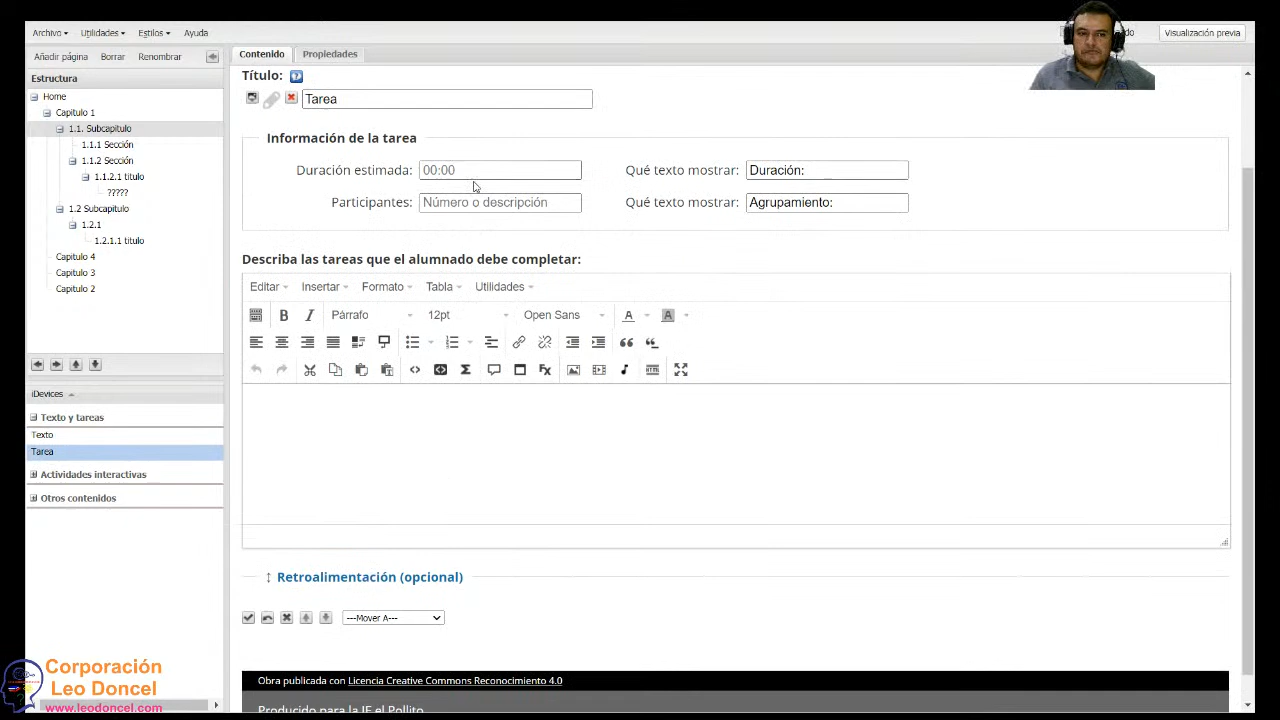 Archivo Utilidades Estilos Ayuda
Visualización previa
Añadir página Borrar Renombrar
Contenido Propiedades
Estructura
Home
Capitulo 1
1.1. Subcapitulo
1.1.1 Sección
1.1.2 Sección
1.1.2.1 titulo
?????
1.2 Subcapitulo
1.2.1
1.2.1.1 titulo
Capitulo 4
Capitulo 3
Capitulo 2
iDevices
Texto y tareas
Texto
Tarea
Actividades interactivas
Otros contenidos
Título:
Tarea
Información de la tarea
Duración estimada: 00:00 Qué texto mostrar: Duración:
Participantes: Número o descripción Qué texto mostrar: Agrupamiento:
Describa las tareas que el alumnado debe completar:
Editar Insertar Formato Tabla Utilidades
Párrafo 12pt Open Sans
Retroalimentación (opcional)
---Mover A---
Obra publicada con Licencia Creative Commons Reconocimiento 4.0
Producido para la IE el Pollito
Corporación
Leo Doncel
www.leodoncel.com